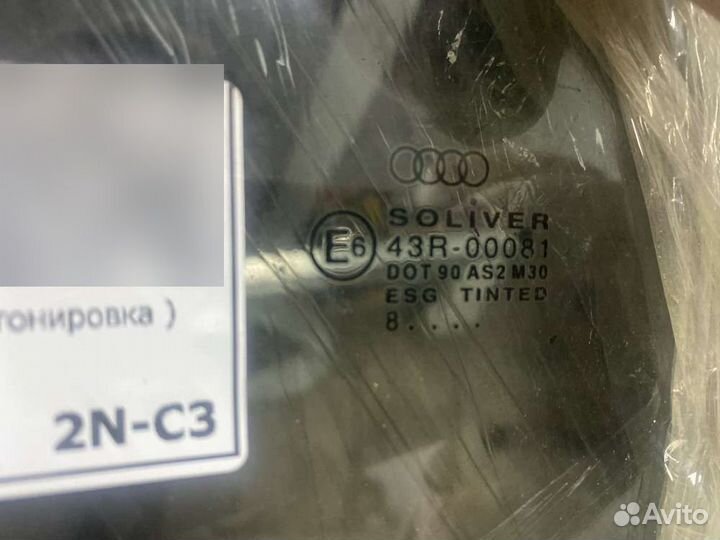 SOLIVER
E6 43R-00081
DOT 90 AS2 M30
ESG TINTED
8....
тонировка )
2N-C3
Avito